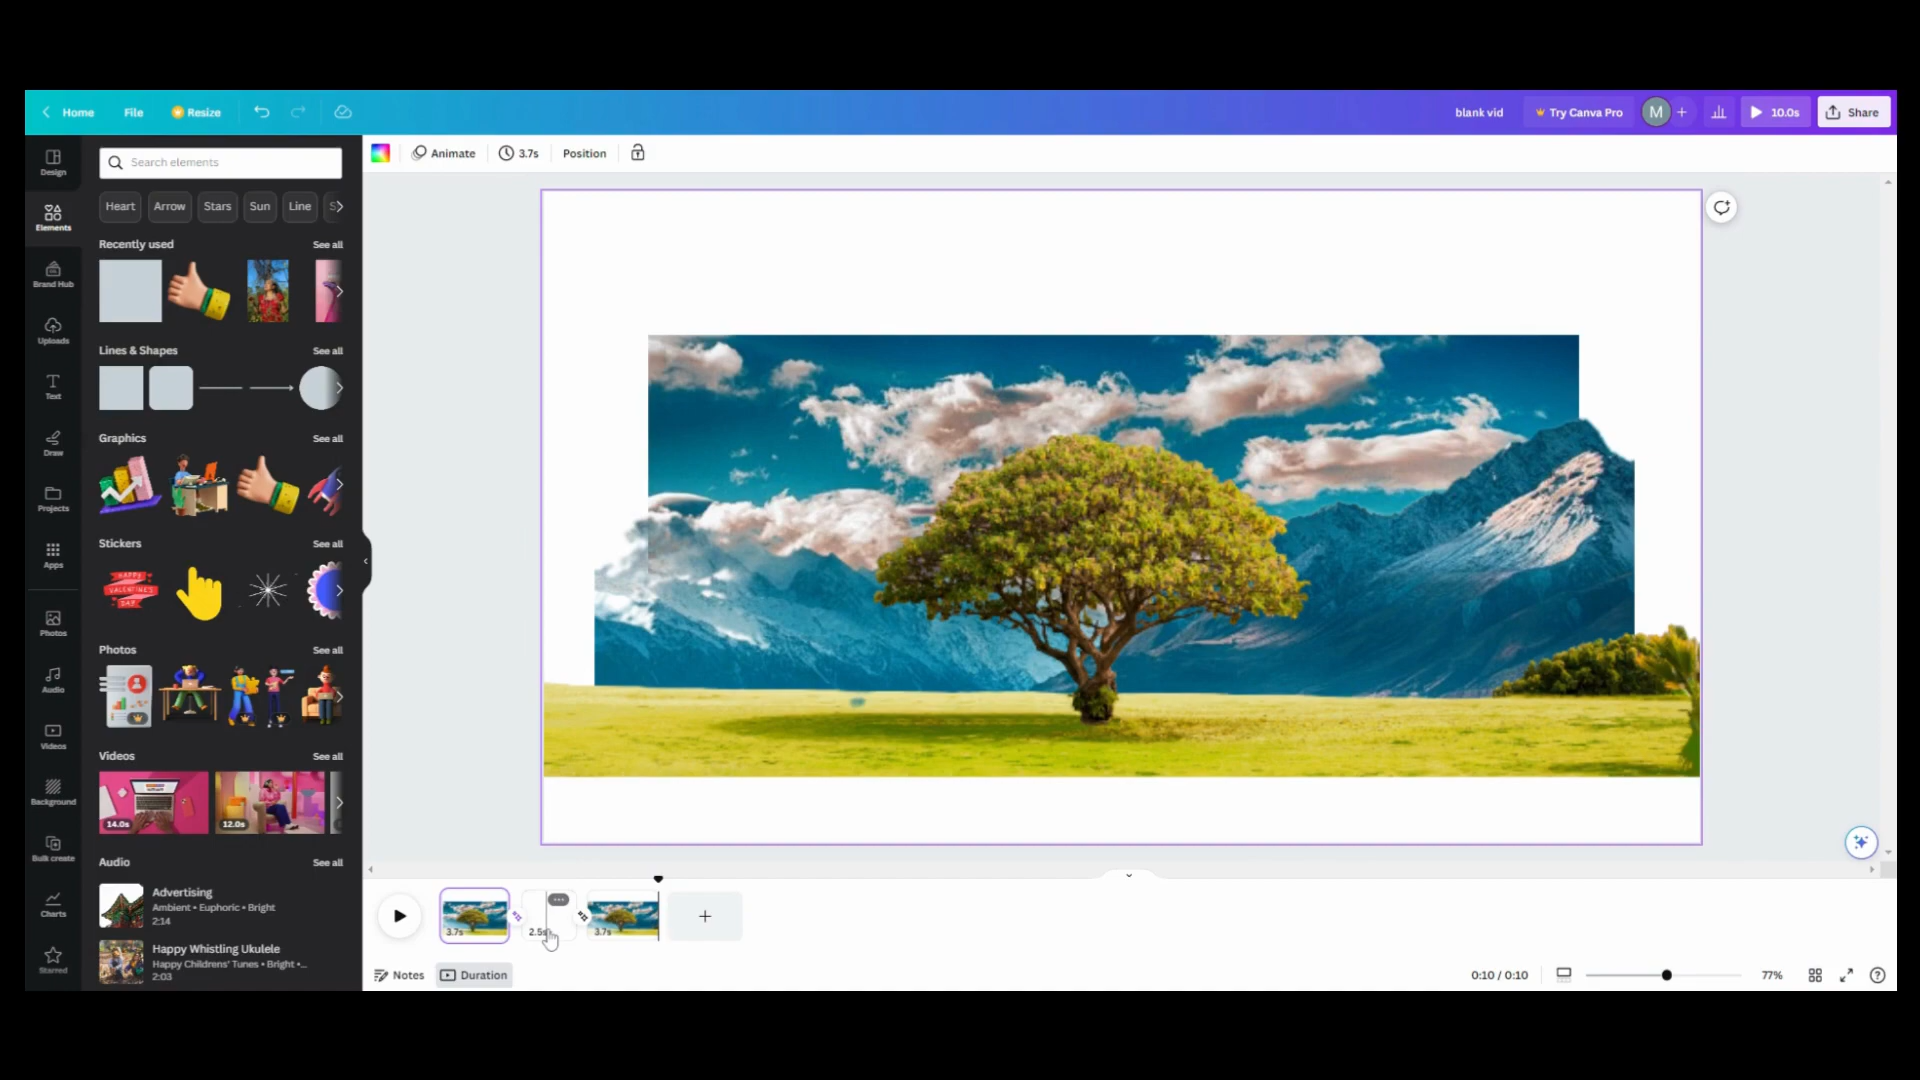 Home
File
Resize
blank vid
Try Canva Pro
M
10.0s
Share
Design
Elements
Brand Hub
Uploads
Text
Draw
Projects
Apps
Photos
Audio
Videos
Background
Bulk create
Charts
Starred
Search elements
Heart
Arrow
Stars
Sun
Line
Recently used
See all
Lines & Shapes
See all
Graphics
See all
Stickers
See all
HAPPY
VALENTINES
DAY
Photos
See all
Videos
See all
14.0s
12.0s
Audio
See all
Advertising
Ambient • Euphoric • Bright
2:14
Happy Whistling Ukulele
Happy Childrens' Tunes • Bright •...
2:03
Animate
3.7s
Position
3.7s
2.5s
3.7s
Notes
Duration
0:10 / 0:10
77%